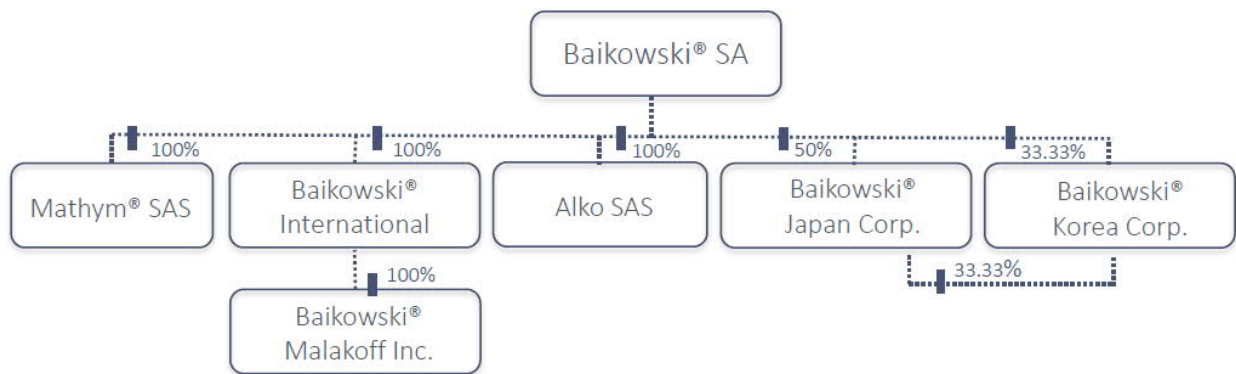 Baikowski® SA
100%
100%
100%
50%
33.33%
Mathym® SAS
Baikowski®
International
Alko SAS
Baikowski®
Japan Corp.
Baikowski®
Korea Corp.
100%
33.33%
Baikowski®
Malakoff Inc.